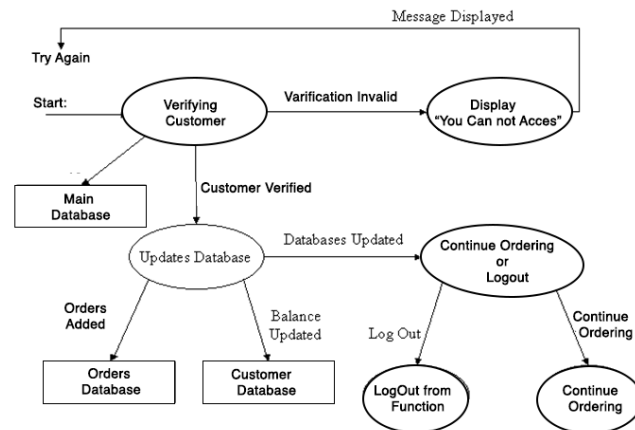 Message Displayed
Try Again
Start:
Verifying
Customer
Varification Invalid
Display
“You Can not Acces”
Customer Verified
Main
Database
Updates Database
Databases Updated
Continue Ordering
or
Logout
Orders
Added
Balance
Updated
Log Out
Continue
Ordering
Orders
Database
Customer
Database
LogOut from
Function
Continue
Ordering